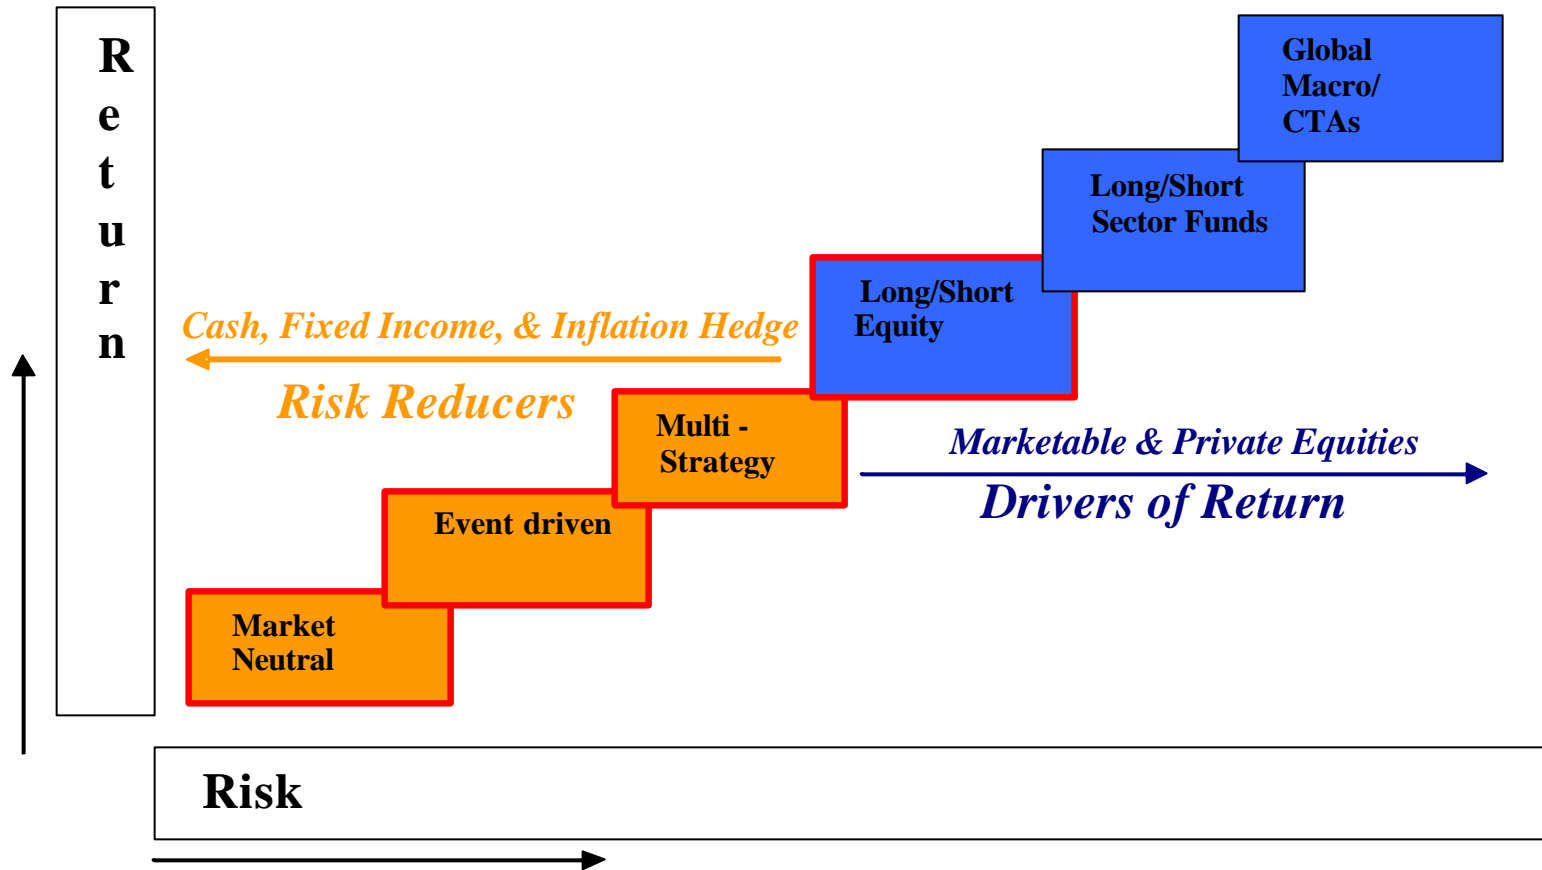 Return
Global
Macro/
CTAs
Long/Short
Sector Funds
Long/Short
Equity
Cash, Fixed Income, & Inflation Hedge
Risk Reducers
Multi -
Strategy
Marketable & Private Equities
Drivers of Return
Event driven
Market
Neutral
Risk